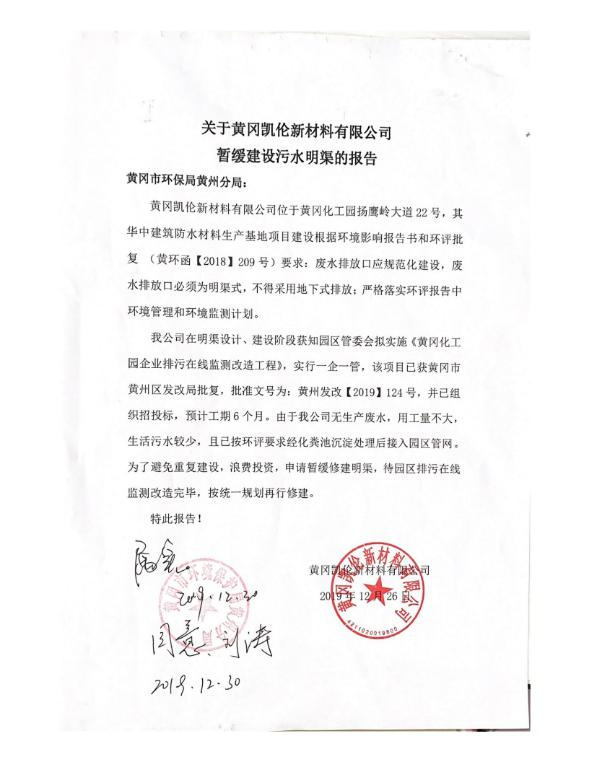 关于黄冈凯伦新材料有限公司
暂缓建设污水明渠的报告
黄冈市环保局黄州分局：
黄冈凯伦新材料有限公司位于黄冈化工园扬鹰岭大道22号，其
华中建筑防水材料生产基地项目建设根据环境影响报告书和环评批
复（黄环函【2018】209号）要求：废水排放口应规范化建设，废
水排放口必须为明渠式，不得采用地下式排放；严格落实环评报告中
环境管理和环境监测计划。
我公司在明渠设计、建设阶段获知园区管委会拟实施《黄冈化工
园企业排污在线监测改造工程》，实行一企一管，该项目已获黄冈市
黄州区发改局批复，批准文号为：黄州发改【2019】124号，并已组
织招投标，预计工期6个月。由于我公司无生产废水，用工量不大，
生活污水较少，且已按环评要求经化粪池沉淀处理后接入园区管网。
为了避免重复建设，浪费投资，申请暂缓修建明渠，待园区排污在线
监测改造完毕，按统一规划再行修建。
特此报告！
黄冈凯伦新材料有限公司
2019年12月26日
黄冈凯伦新材料有限公司
4211020019800
黄冈市环境保护
2019.12.30
刘涛
2019.12.30